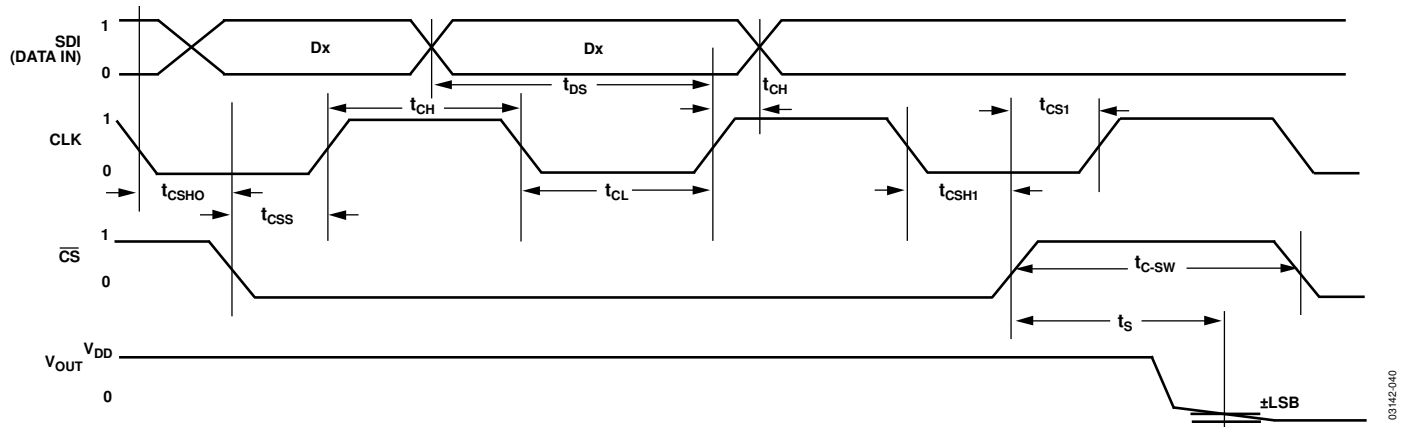 1
SDI
(DATA IN)
Dx
Dx
0
tDS
tCH
tCH
tCS1
1
CLK
0
tCSHO
tCSS
tCL
tCSH1
1
CS
0
tC-SW
tS
VDD
VOUT
0
±LSB
03142-040